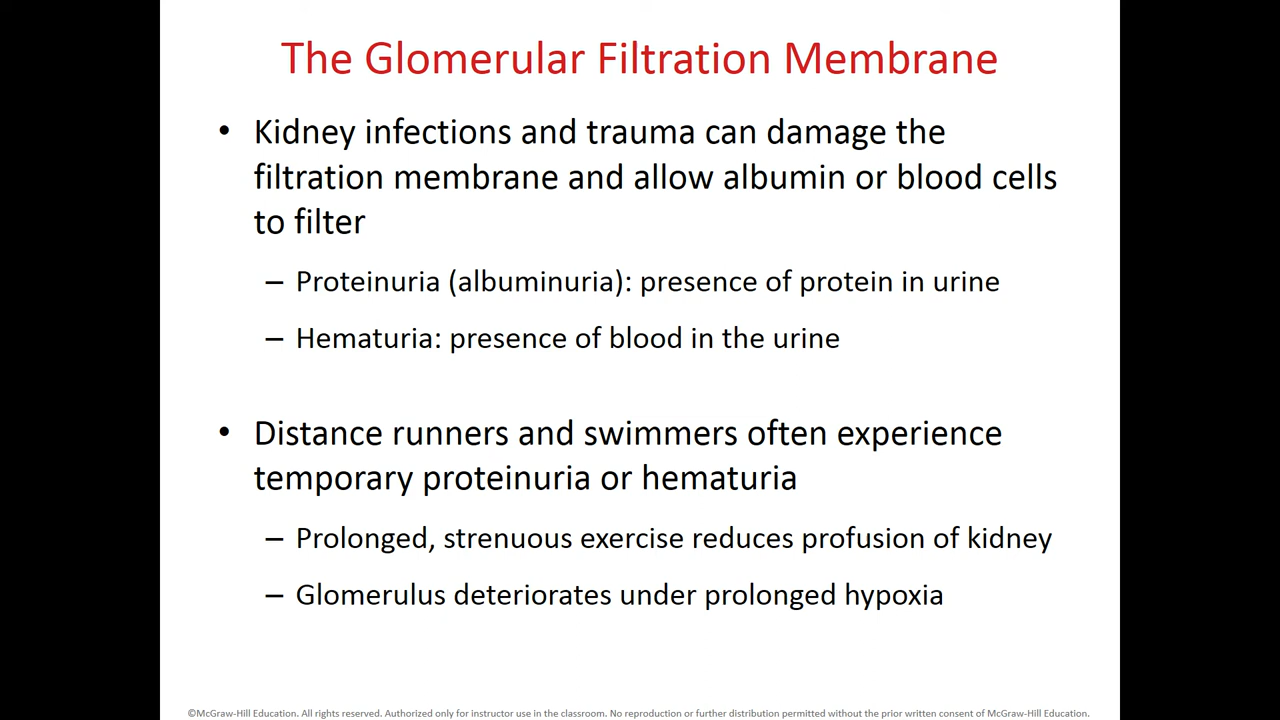 The Glomerular Filtration Membrane
• Kidney infections and trauma can damage the
filtration membrane and allow albumin or blood cells
to filter
– Proteinuria (albuminuria): presence of protein in urine
– Hematuria: presence of blood in the urine
• Distance runners and swimmers often experience
temporary proteinuria or hematuria
– Prolonged, strenuous exercise reduces profusion of kidney
– Glomerulus deteriorates under prolonged hypoxia
©McGraw-Hill Education. All rights reserved. Authorized only for instructor use in the classroom. No reproduction or further distribution permitted without the prior written consent of McGraw-Hill Education.